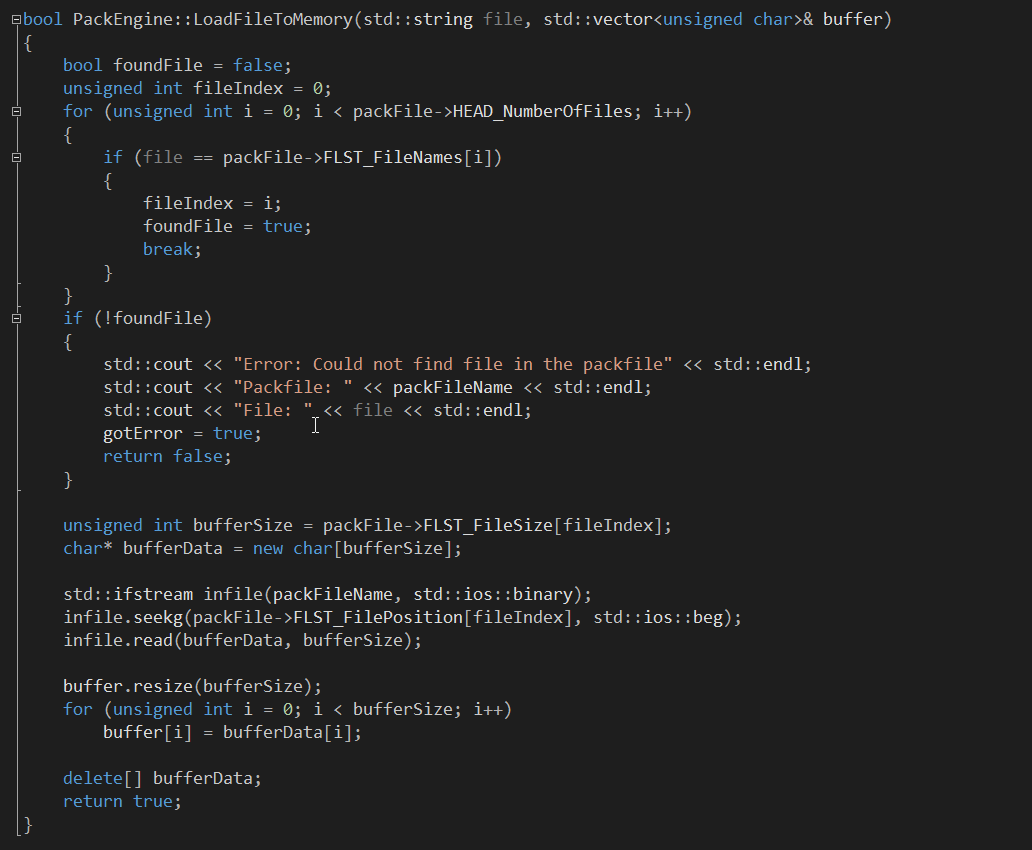 bool PackEngine::LoadFileToMemory(std::string file, std::vector<unsigned char>& buffer)
{
    bool foundFile = false;
    unsigned int fileIndex = 0;
    for (unsigned int i = 0; i < packFile->HEAD_NumberOfFiles; i++)
    {
        if (file == packFile->FLST_FileNames[i])
        {
            fileIndex = i;
            foundFile = true;
            break;
        }
    }
    if (!foundFile)
    {
        std::cout << "Error: Could not find file in the packfile" << std::endl;
        std::cout << "Packfile: " << packFileName << std::endl;
        std::cout << "File: " << file << std::endl;
        gotError = true;
        return false;
    }

    unsigned int bufferSize = packFile->FLST_FileSize[fileIndex];
    char* bufferData = new char[bufferSize];

    std::ifstream infile(packFileName, std::ios::binary);
    infile.seekg(packFile->FLST_FilePosition[fileIndex], std::ios::beg);
    infile.read(bufferData, bufferSize);

    buffer.resize(bufferSize);
    for (unsigned int i = 0; i < bufferSize; i++)
        buffer[i] = bufferData[i];

    delete[] bufferData;
    return true;
}